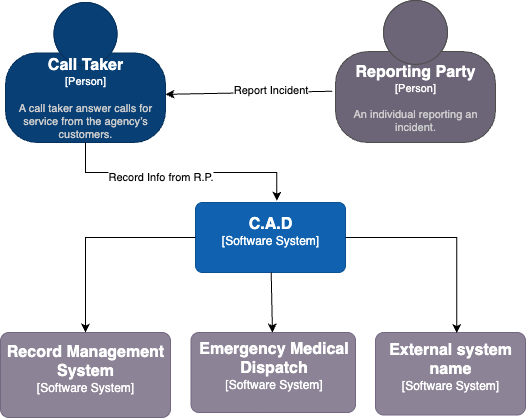 Call Taker
[Person]
A call taker answer calls for
service from the agency's
customers.
Reporting Party
[Person]
An individual reporting an
incident.
Report Incident
Record Info from R.P.
C.A.D
[Software System]
Record Management
System
[Software System]
Emergency Medical
Dispatch
[Software System]
External system
name
[Software System]